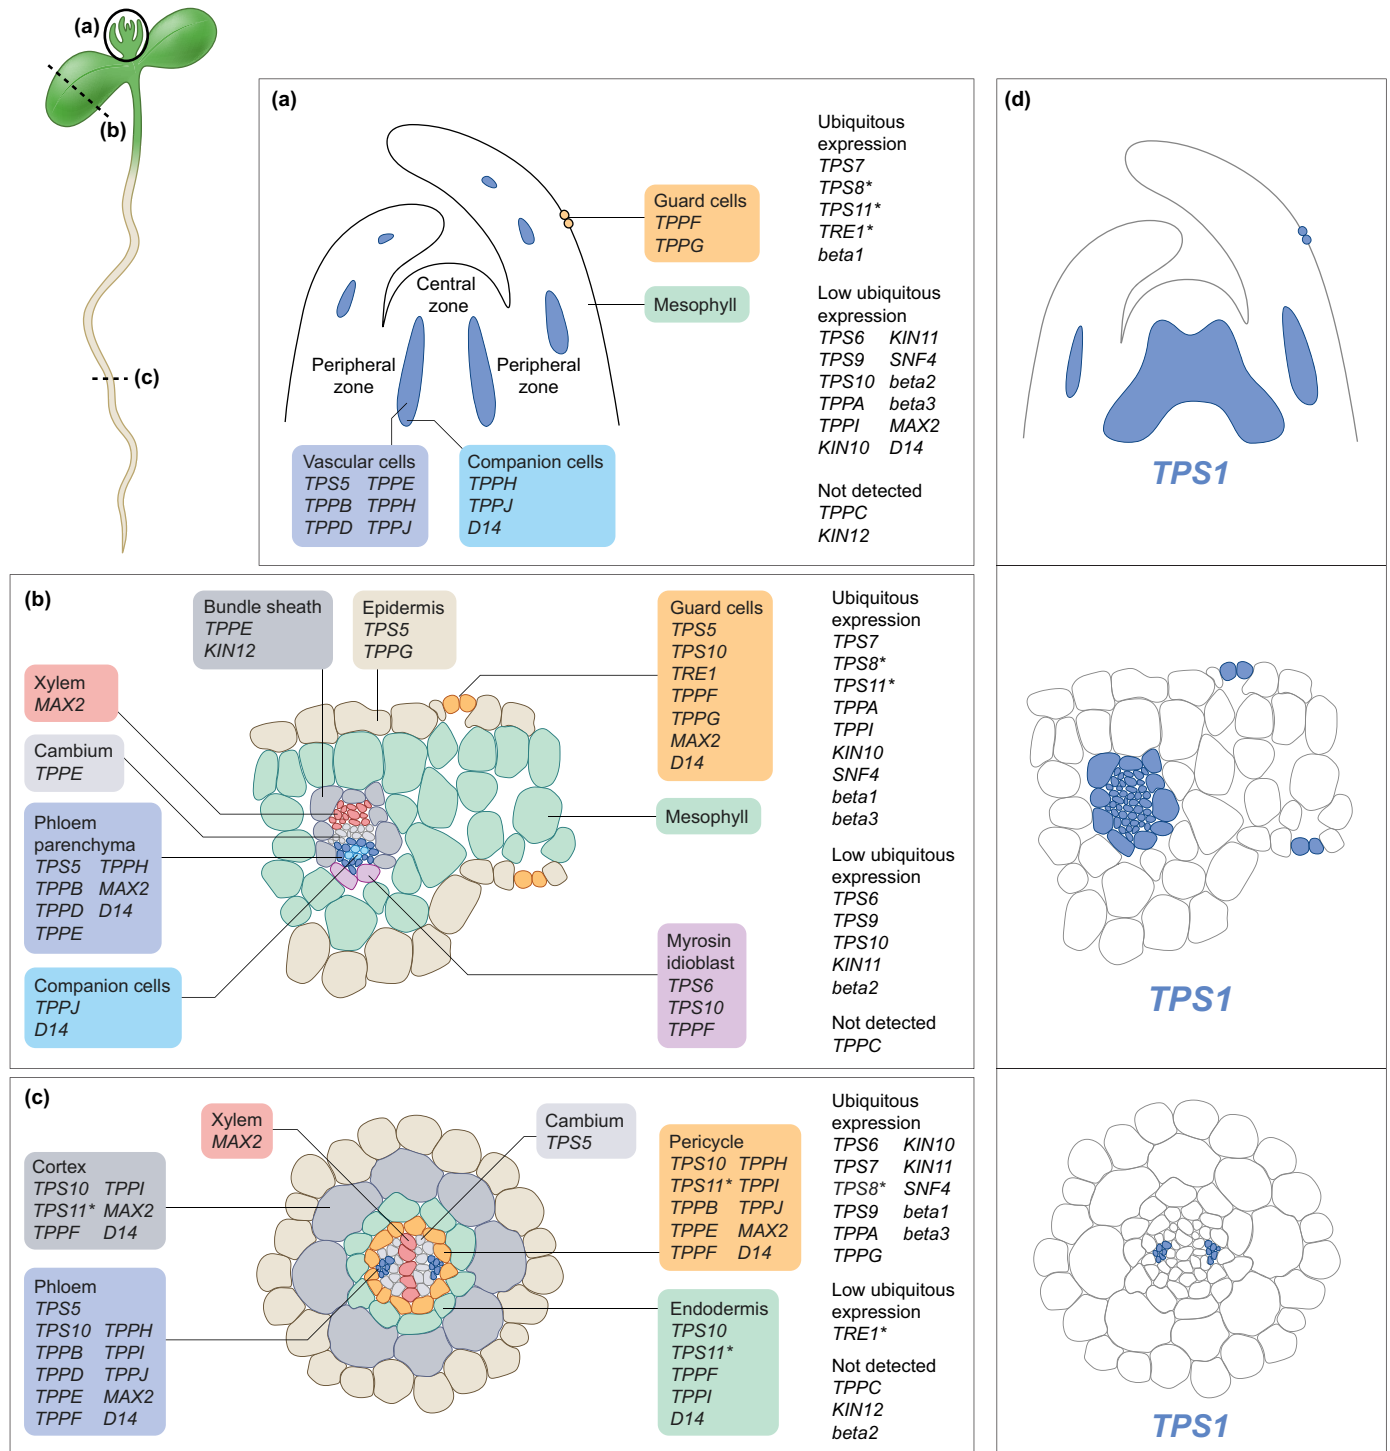 (a)
(b)
(c)
(a)
Guard cells
TPPF
TPPG
Mesophyll
Central
zone
Peripheral
zone
Peripheral
zone
Vascular cells
TPS5 TPPE
TPPB TPPH
TPPD TPPJ
Companion cells
TPPH
TPPJ
D14
Ubiquitous
expression
TPS7
TPS8*
TPS11*
TRE1*
beta1
Low ubiquitous
expression
TPS6 KIN11
TPS9 SNF4
TPS10 beta2
TPPA beta3
TPPI MAX2
KIN10 D14
Not detected
TPPC
KIN12
(d)
TPS1
(b)
Bundle sheath
TPPE
KIN12
Epidermis
TPS5
TPPG
Xylem
MAX2
Cambium
TPPE
Phloem
parenchyma
TPS5 TPPH
TPPB MAX2
TPPD D14
TPPE
Companion cells
TPPJ
D14
Guard cells
TPS5
TPS10
TRE1
TPPF
TPPG
MAX2
D14
Mesophyll
Myrosin
idioblast
TPS6
TPS10
TPPF
Ubiquitous
expression
TPS7
TPS8*
TPS11*
TPPA
TPPI
KIN10
SNF4
beta1
beta3
Low ubiquitous
expression
TPS6
TPS9
TPS10
KIN11
beta2
Not detected
TPPC
TPS1
(c)
Xylem
MAX2
Cambium
TPS5
Cortex
TPS10 TPPI
TPS11* MAX2
TPPF D14
Phloem
TPS5
TPS10 TPPH
TPPB TPPI
TPPD TPPJ
TPPE MAX2
TPPF D14
Pericycle
TPS10 TPPH
TPS11* TPPI
TPPB TPPJ
TPPE MAX2
TPPF D14
Endodermis
TPS10
TPS11*
TPPF
TPPI
D14
Ubiquitous
expression
TPS6 KIN10
TPS7 KIN11
TPS8* SNF4
TPS9 beta1
TPPA beta3
TPPG
Low ubiquitous
expression
TRE1*
Not detected
TPPC
KIN12
beta2
TPS1